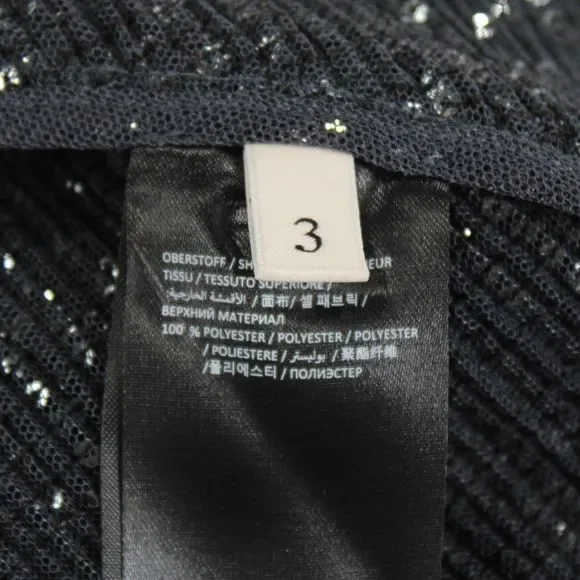 3
OBERSTOFF / SH EUR
TISSU / TESSUTO SUPERIORE /
الأقمشة الخارجية: / 面布 / 셸 패브릭 /
ВЕРХНИЙ МАТЕРИАЛ
100 % POLYESTER / POLYESTER / POLYESTER
/ POLIESTERE / بوليستر / 聚酯纤维
/폴리에스터 / ПОЛИЭСТЕР